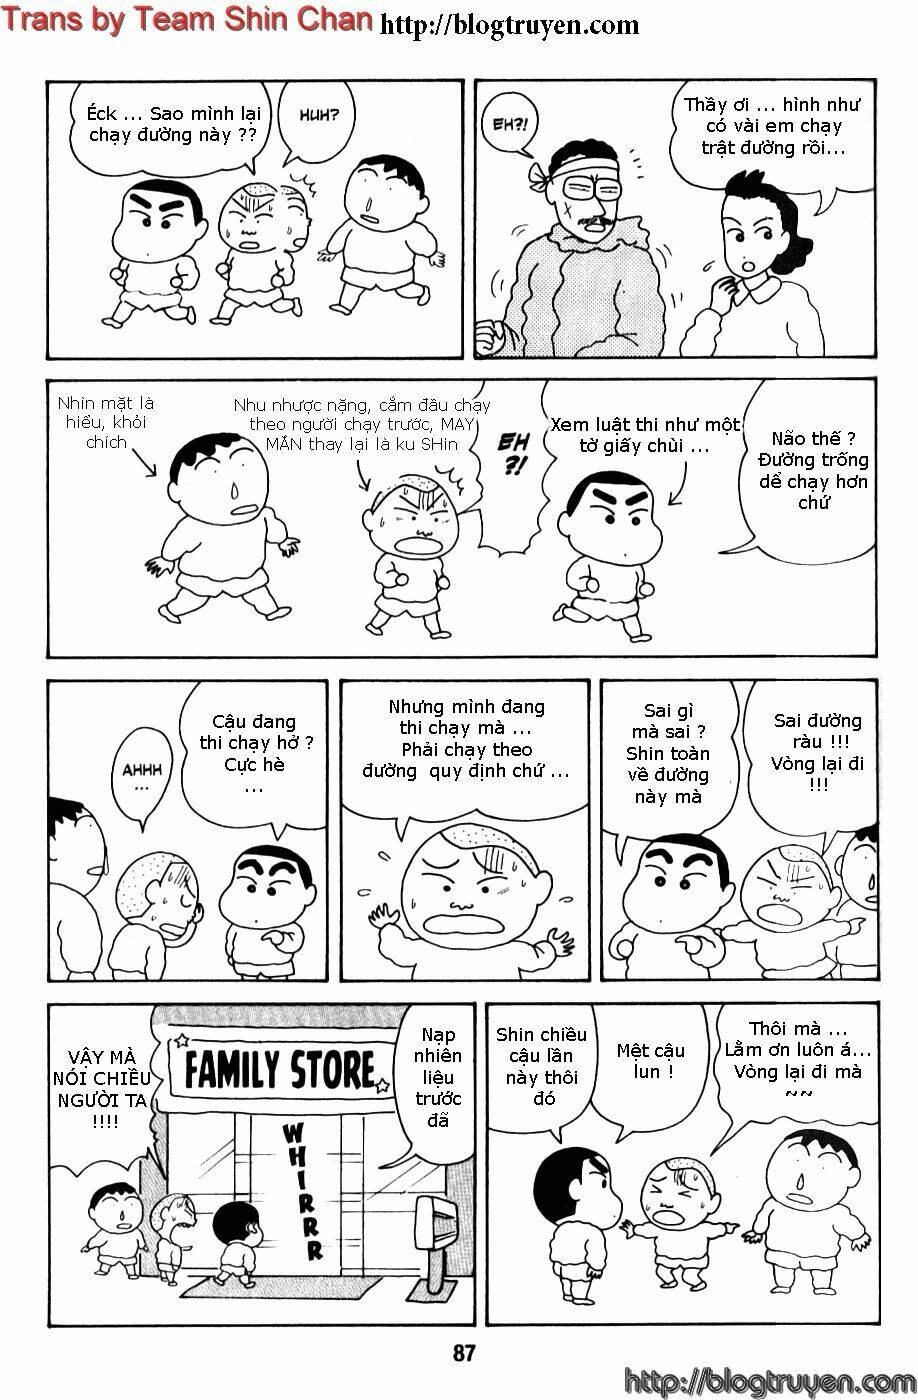 Trans by Team Shin Chan http://blogtruyen.com
Éck ... Sao mình lại
chạy đường này ??
HUH?
EH?!
Thầy ơi ... hình như
có vài em chạy
trật đường rồi...
Nhìn mặt là
hiểu, khỏi
chích
Nhu nhược nặng, cắm đầu chạy
theo người chạy trước, MAY
MẮN thay lại là ku SHin
EH
?!
Xem luật thi như một
tờ giấy chùi ...
Não thế ?
Đường trống
dể chạy hơn
chứ
AHHH
...
Cậu đang
thi chạy hở ?
Cực hè
...
Nhưng mình đang
thi chạy mà ...
Phải chạy theo
đường quy định chứ ...
Sai gì
mà sai ?
Shin toàn
về đường
này mà
Sai đường
ràu !!!
Vòng lại đi
!!!
VẬY MÀ
NÓI CHIỀU
NGƯỜI TA
!!!!
FAMILY STORE
WHIRRR
Nạp
nhiên
liệu
trước
đã
Shin chiều
cậu lần
này thôi
đó
Mệt cậu
lun !
Thôi mà ...
Lằm ơn luôn á...
Vòng lại đi mà
~~
87
http://blogtruyen.com